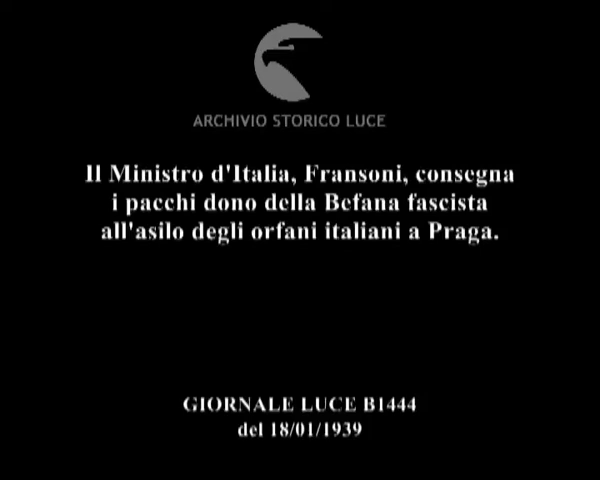 ARCHIVIO STORICO LUCE
Il Ministro d'Italia, Fransoni, consegna
i pacchi dono della Befana fascista
all'asilo degli orfani italiani a Praga.
GIORNALE LUCE B1444
del 18/01/1939